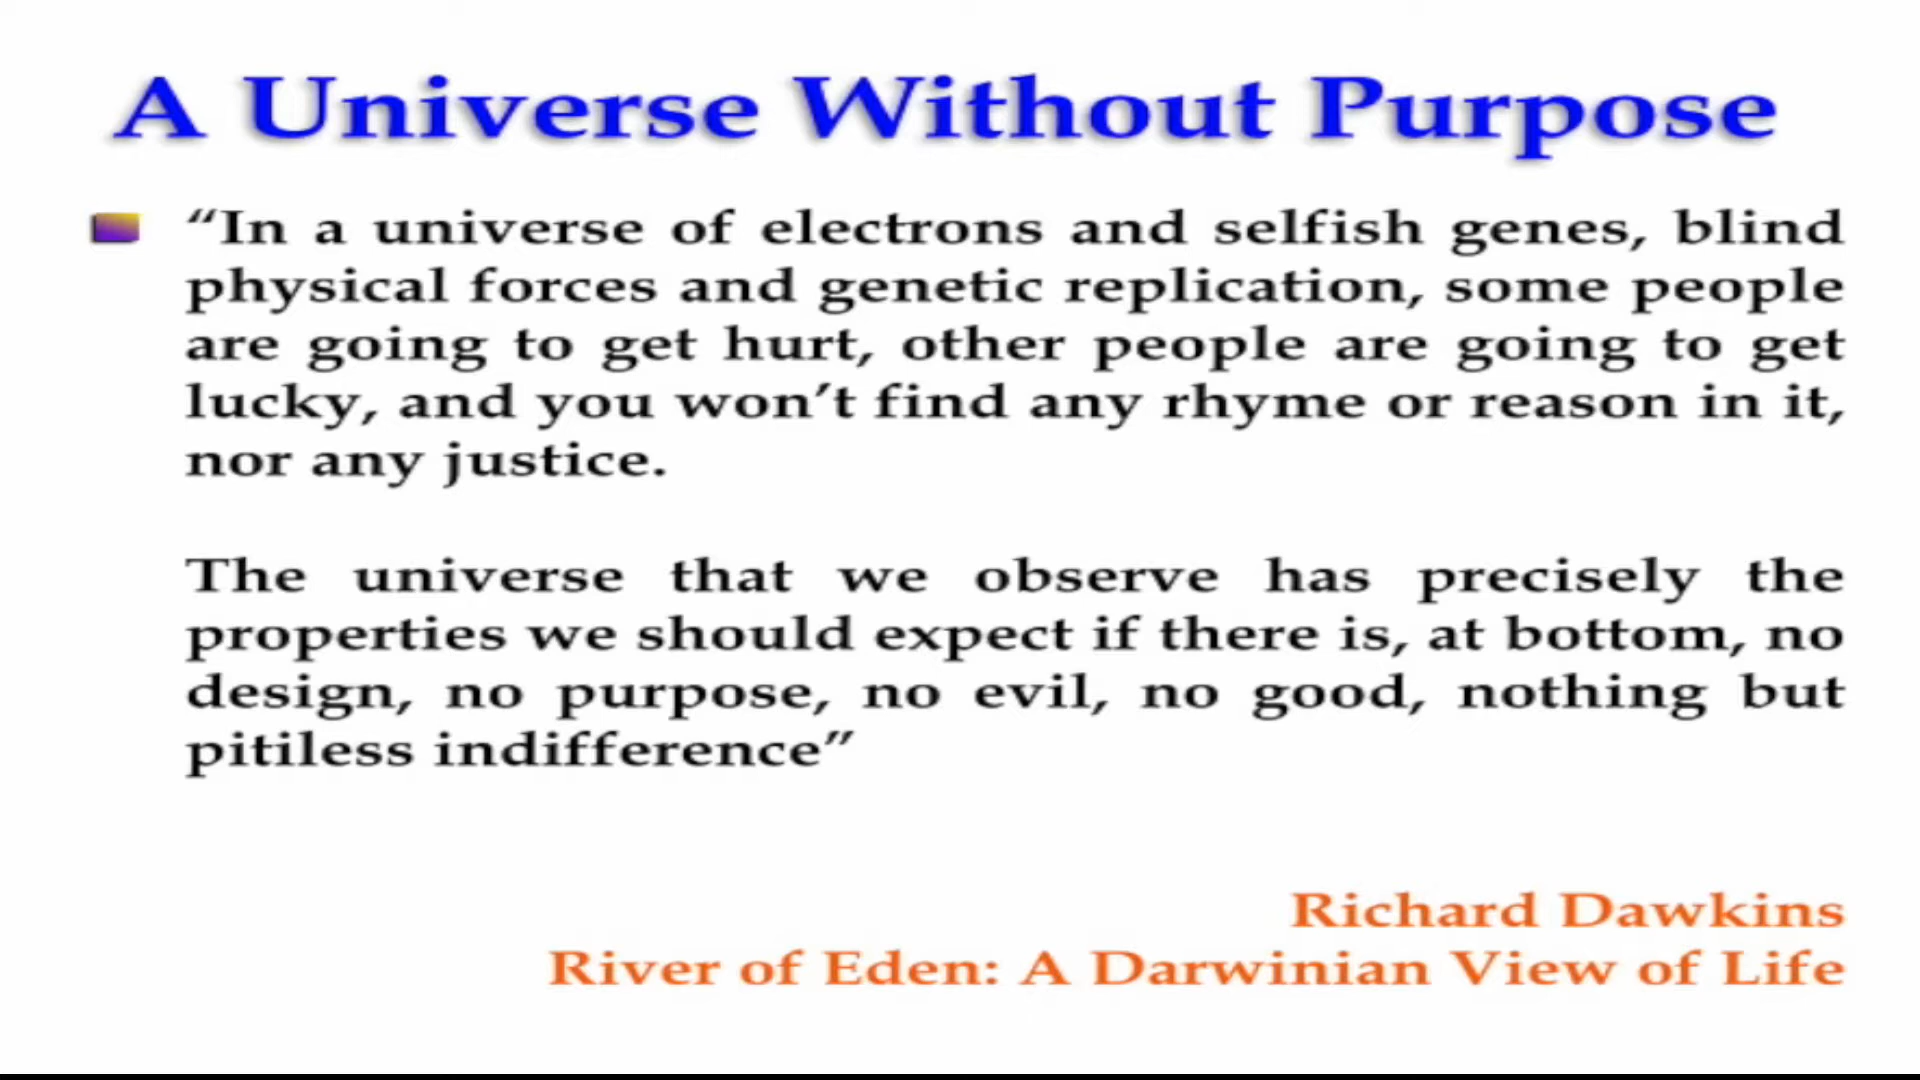 A Universe Without Purpose
“In a universe of electrons and selfish genes, blind
physical forces and genetic replication, some people
are going to get hurt, other people are going to get
lucky, and you won’t find any rhyme or reason in it,
nor any justice.
The universe that we observe has precisely the
properties we should expect if there is, at bottom, no
design, no purpose, no evil, no good, nothing but
pitiless indifference”
Richard Dawkins
River of Eden: A Darwinian View of Life